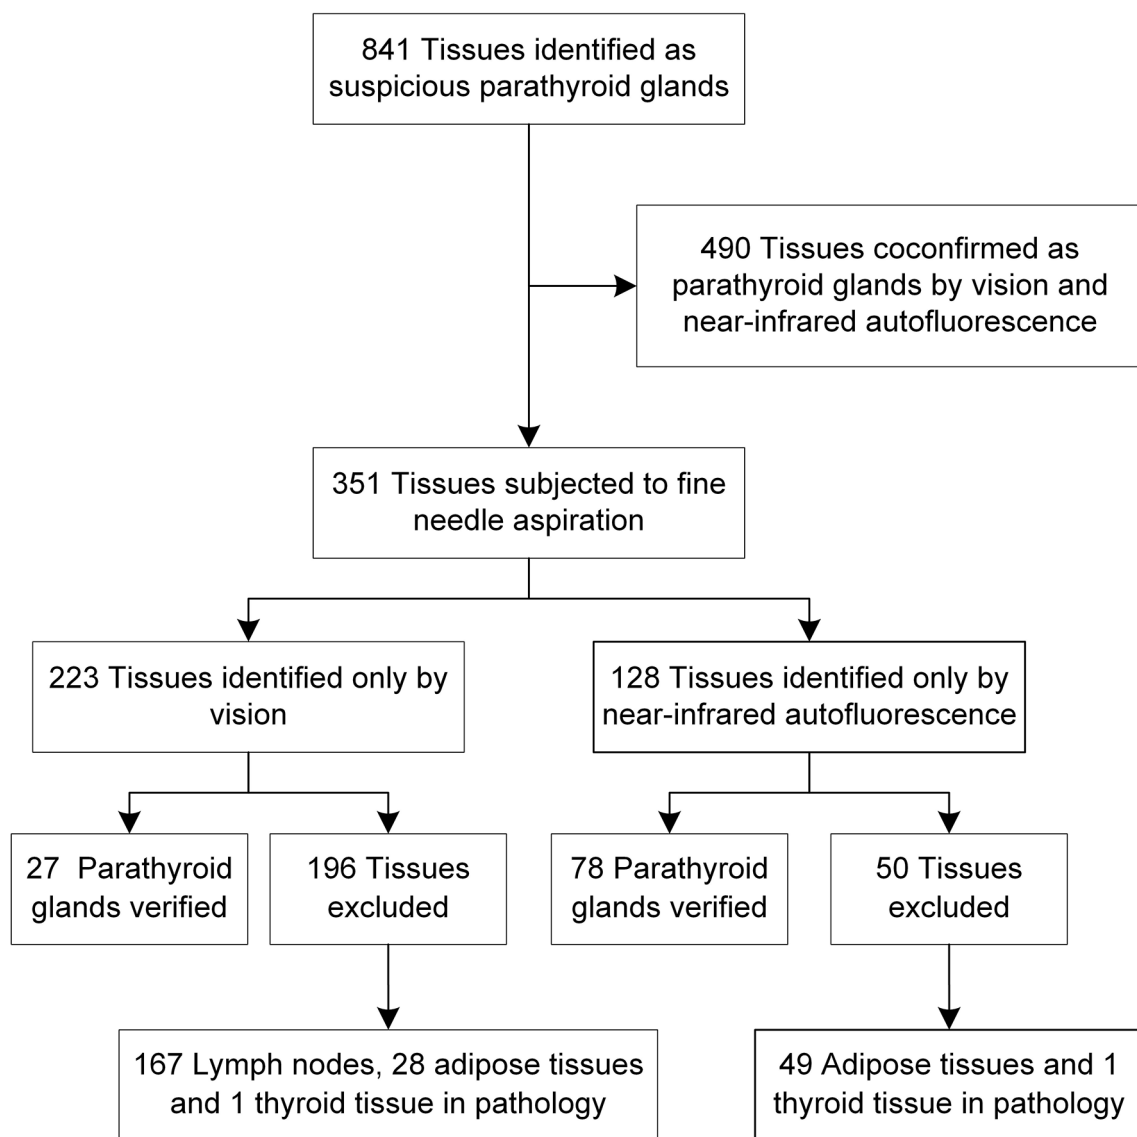 841 Tissues identified as
suspicious parathyroid glands
490 Tissues coconfirmed as
parathyroid glands by vision and
near-infrared autofluorescence
351 Tissues subjected to fine
needle aspiration
223 Tissues identified only by
vision
128 Tissues identified only by
near-infrared autofluorescence
27 Parathyroid
glands verified
196 Tissues
excluded
78 Parathyroid
glands verified
50 Tissues
excluded
167 Lymph nodes, 28 adipose tissues
and 1 thyroid tissue in pathology
49 Adipose tissues and 1
thyroid tissue in pathology